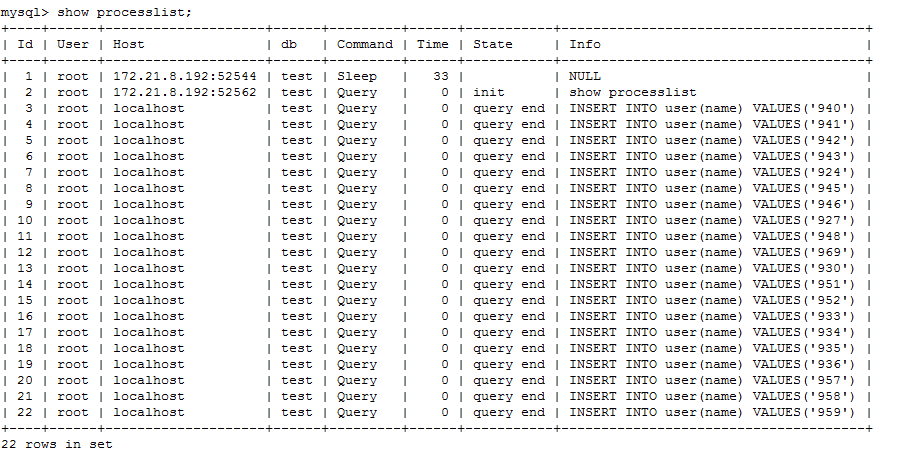 mysql> show processlist;
+----+------+--------------------+------+---------+------+-----------+-------------------------------------+
| Id | User | Host               | db   | Command | Time | State     | Info                                |
+----+------+--------------------+------+---------+------+-----------+-------------------------------------+
|  1 | root | 172.21.8.192:52544 | test | Sleep   |   33 |           | NULL                                |
|  2 | root | 172.21.8.192:52562 | test | Query   |    0 | init      | show processlist                    |
|  3 | root | localhost          | test | Query   |    0 | query end | INSERT INTO user(name) VALUES('940') |
|  4 | root | localhost          | test | Query   |    0 | query end | INSERT INTO user(name) VALUES('941') |
|  5 | root | localhost          | test | Query   |    0 | query end | INSERT INTO user(name) VALUES('942') |
|  6 | root | localhost          | test | Query   |    0 | query end | INSERT INTO user(name) VALUES('943') |
|  7 | root | localhost          | test | Query   |    0 | query end | INSERT INTO user(name) VALUES('924') |
|  8 | root | localhost          | test | Query   |    0 | query end | INSERT INTO user(name) VALUES('945') |
|  9 | root | localhost          | test | Query   |    0 | query end | INSERT INTO user(name) VALUES('946') |
| 10 | root | localhost          | test | Query   |    0 | query end | INSERT INTO user(name) VALUES('927') |
| 11 | root | localhost          | test | Query   |    0 | query end | INSERT INTO user(name) VALUES('948') |
| 12 | root | localhost          | test | Query   |    0 | query end | INSERT INTO user(name) VALUES('969') |
| 13 | root | localhost          | test | Query   |    0 | query end | INSERT INTO user(name) VALUES('930') |
| 14 | root | localhost          | test | Query   |    0 | query end | INSERT INTO user(name) VALUES('951') |
| 15 | root | localhost          | test | Query   |    0 | query end | INSERT INTO user(name) VALUES('952') |
| 16 | root | localhost          | test | Query   |    0 | query end | INSERT INTO user(name) VALUES('933') |
| 17 | root | localhost          | test | Query   |    0 | query end | INSERT INTO user(name) VALUES('934') |
| 18 | root | localhost          | test | Query   |    0 | query end | INSERT INTO user(name) VALUES('935') |
| 19 | root | localhost          | test | Query   |    0 | query end | INSERT INTO user(name) VALUES('936') |
| 20 | root | localhost          | test | Query   |    0 | query end | INSERT INTO user(name) VALUES('957') |
| 21 | root | localhost          | test | Query   |    0 | query end | INSERT INTO user(name) VALUES('958') |
| 22 | root | localhost          | test | Query   |    0 | query end | INSERT INTO user(name) VALUES('959') |
+----+------+--------------------+------+---------+------+-----------+-------------------------------------+
22 rows in set